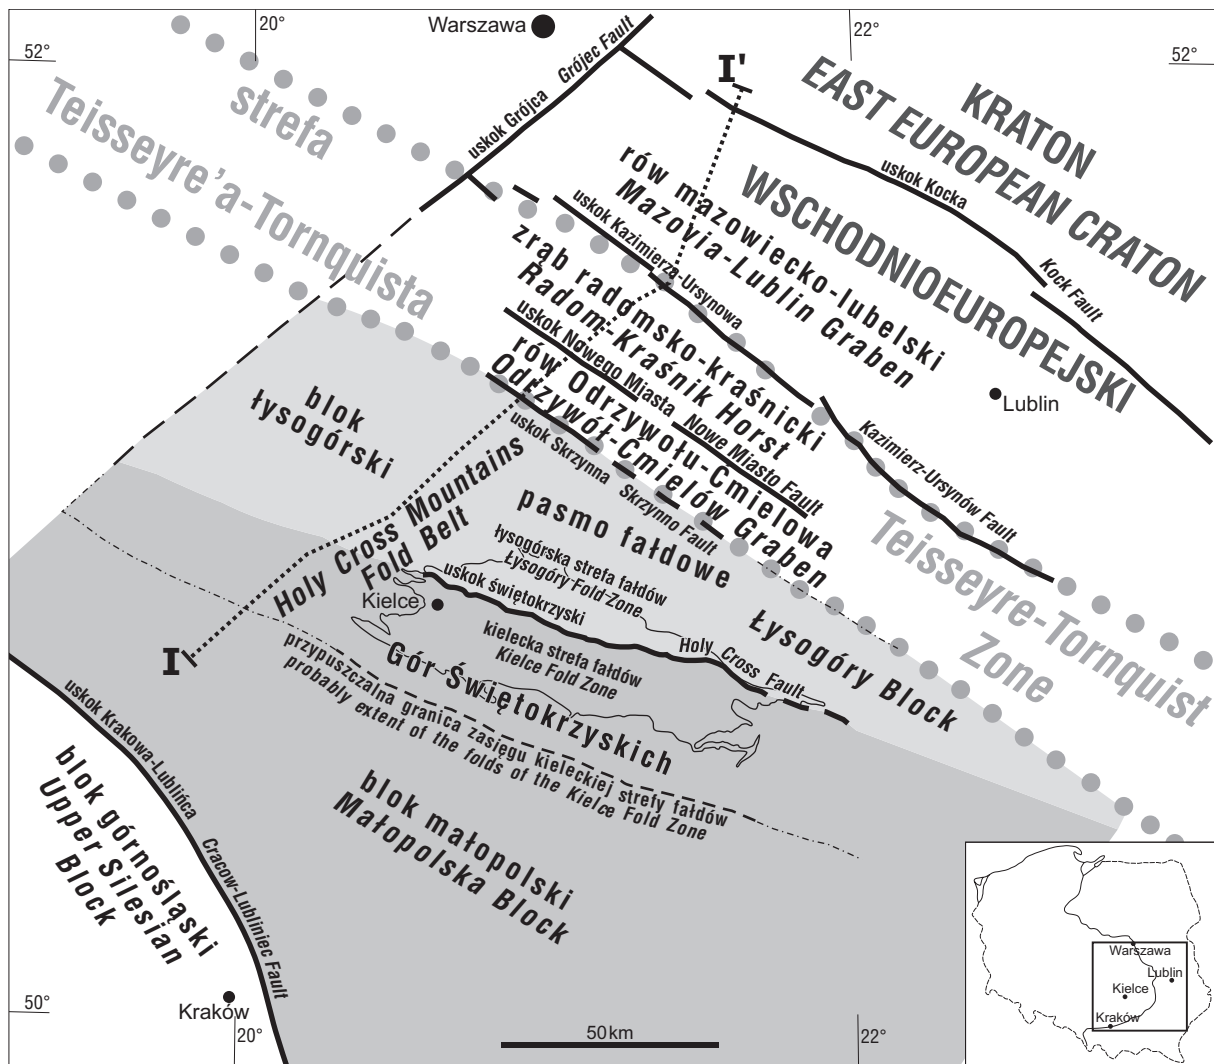 20°
Warszawa
22°
52°
52°
uskok Grójca
Grójec Fault
I'
KRATON
EAST EUROPEAN CRATON
WSCHODNIOEUROPEJSKI
strefa
Teisseyre’a-Tornquista
uskok Kocka
Kock Fault
rów mazowiecko-lubelski
Mazovia-Lublin Graben
uskok Kazimierza-Ursynowa
Kazimierz-Ursynów Fault
zrąb radomsko-kraśnicki
Radom-Kraśnik Horst
uskok Nowego Miasta
Nowe Miasto Fault
rów Odrzywołu-Ćmielowa
Odrzywół-Ćmielów Graben
uskok Skrzynna
Skrzynno Fault
Lublin
blok
łysogórski
Łysogóry Block
Teisseyre-Tornquist
Zone
pasmo fałdowe
Gór Świętokrzyskich
Holy Cross Mountains
Fold Belt
łysogórska strefa fałdów
Łysogóry Fold Zone
uskok świętokrzyski
Holy Cross Fault
Kielce
kielecka strefa fałdów
Kielce Fold Zone
I
przypuszczalna granica zasięgu kieleckiej strefy fałdów
probably extent of the folds of the Kielce Fold Zone
blok małopolski
Małopolska Block
uskok Krakowa-Lublińca
Cracow-Lubliniec Fault
blok górnośląski
Upper Silesian
Block
Kraków
50°
20°
50km
22°
Warszawa
Lublin
Kielce
Kraków